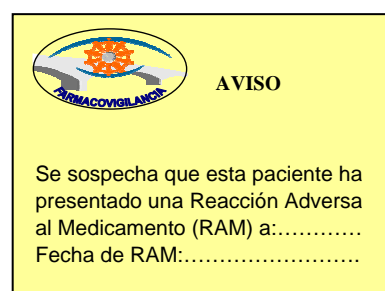 AVISO
FARMACOVIGILANCIA
Se sospecha que esta paciente ha
presentado una Reacción Adversa
al Medicamento (RAM) a:…………
Fecha de RAM:…………………….